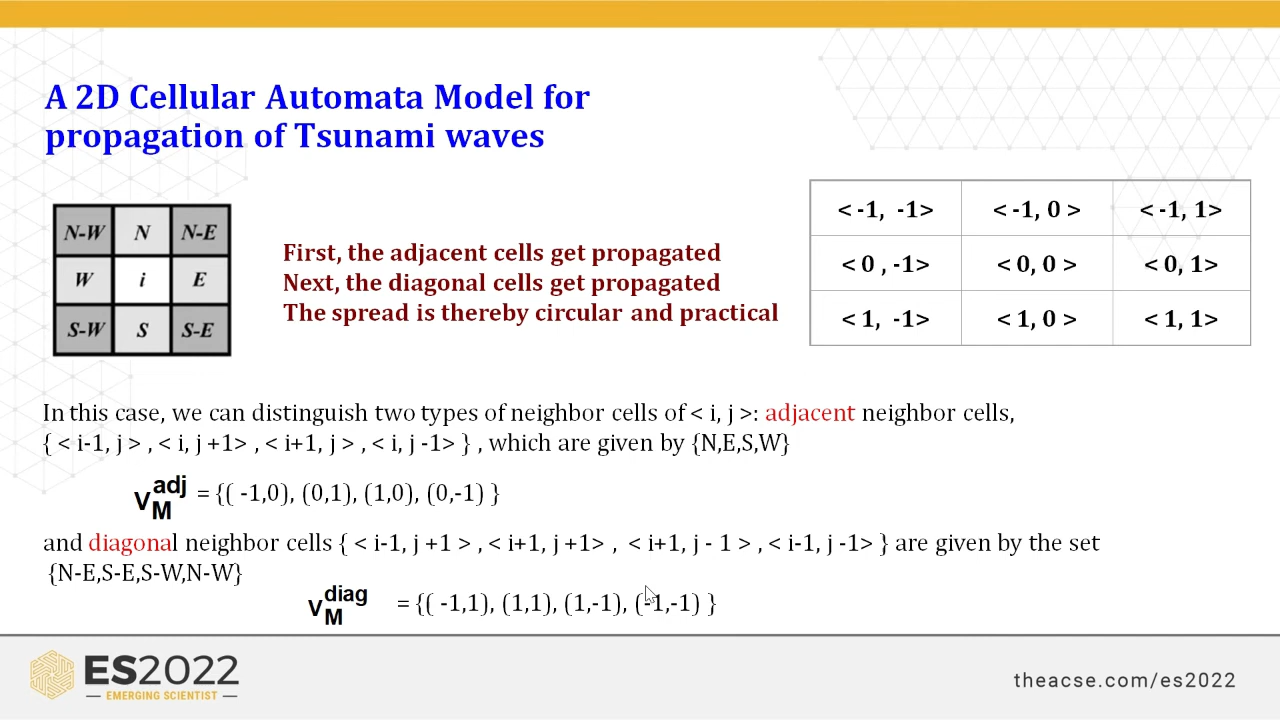 A 2D Cellular Automata Model for
propagation of Tsunami waves
N-W N N-E
W i E
S-W S S-E
First, the adjacent cells get propagated
Next, the diagonal cells get propagated
The spread is thereby circular and practical
< -1, -1> < -1, 0 > < -1, 1>
< 0 , -1> < 0, 0 > < 0, 1>
< 1, -1> < 1, 0 > < 1, 1>
In this case, we can distinguish two types of neighbor cells of < i, j >: adjacent neighbor cells,
{ < i-1, j > , < i, j +1> , < i+1, j > , < i, j -1> } , which are given by {N,E,S,W}
V_M^adj = {( -1,0), (0,1), (1,0), (0,-1) }
and diagonal neighbor cells { < i-1, j +1 > , < i+1, j +1> , < i+1, j - 1 > , < i-1, j -1> } are given by the set
{N-E,S-E,S-W,N-W}
V_M^diag = {( -1,1), (1,1), (1,-1), (-1,-1) }
ES2022
EMERGING SCIENTIST
theacse.com/es2022